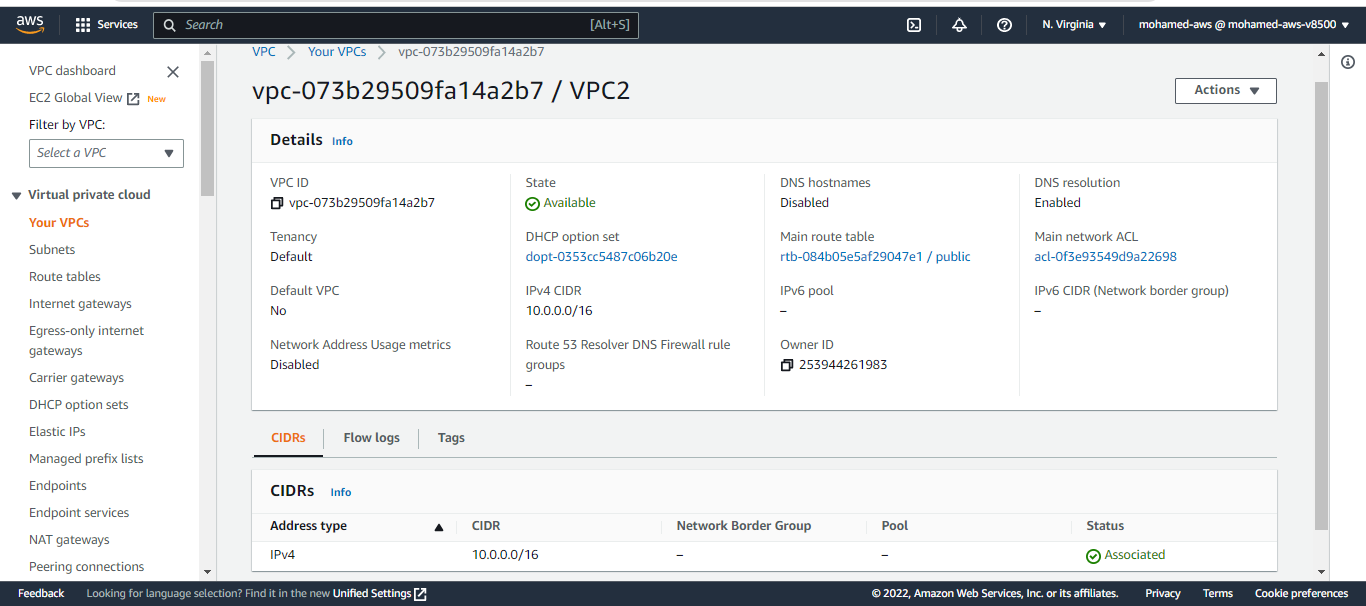 aws
Services
Search [Alt+S]
N. Virginia
mohamed-aws @ mohamed-aws-v8500
VPC dashboard
EC2 Global View New
Filter by VPC:
Select a VPC
Virtual private cloud
Your VPCs
Subnets
Route tables
Internet gateways
Egress-only internet
gateways
Carrier gateways
DHCP option sets
Elastic IPs
Managed prefix lists
Endpoints
Endpoint services
NAT gateways
Peering connections
VPC Your VPCs vpc-073b29509fa14a2b7
vpc-073b29509fa14a2b7 / VPC2
Actions
Details Info
VPC ID
vpc-073b29509fa14a2b7
State
Available
DNS hostnames
Disabled
DNS resolution
Enabled
Tenancy
Default
DHCP option set
dopt-0353cc5487c06b20e
Main route table
rtb-084b05e5af29047e1 / public
Main network ACL
acl-0f3e93549d9a22698
Default VPC
No
IPv4 CIDR
10.0.0.0/16
IPv6 pool
–
IPv6 CIDR (Network border group)
–
Network Address Usage metrics
Disabled
Route 53 Resolver DNS Firewall rule
groups
–
Owner ID
253944261983
CIDRs Flow logs Tags
CIDRs Info
Address type CIDR Network Border Group Pool Status
IPv4 10.0.0.0/16 – – Associated
Feedback Looking for language selection? Find it in the new Unified Settings © 2022, Amazon Web Services, Inc. or its affiliates. Privacy Terms Cookie preferences